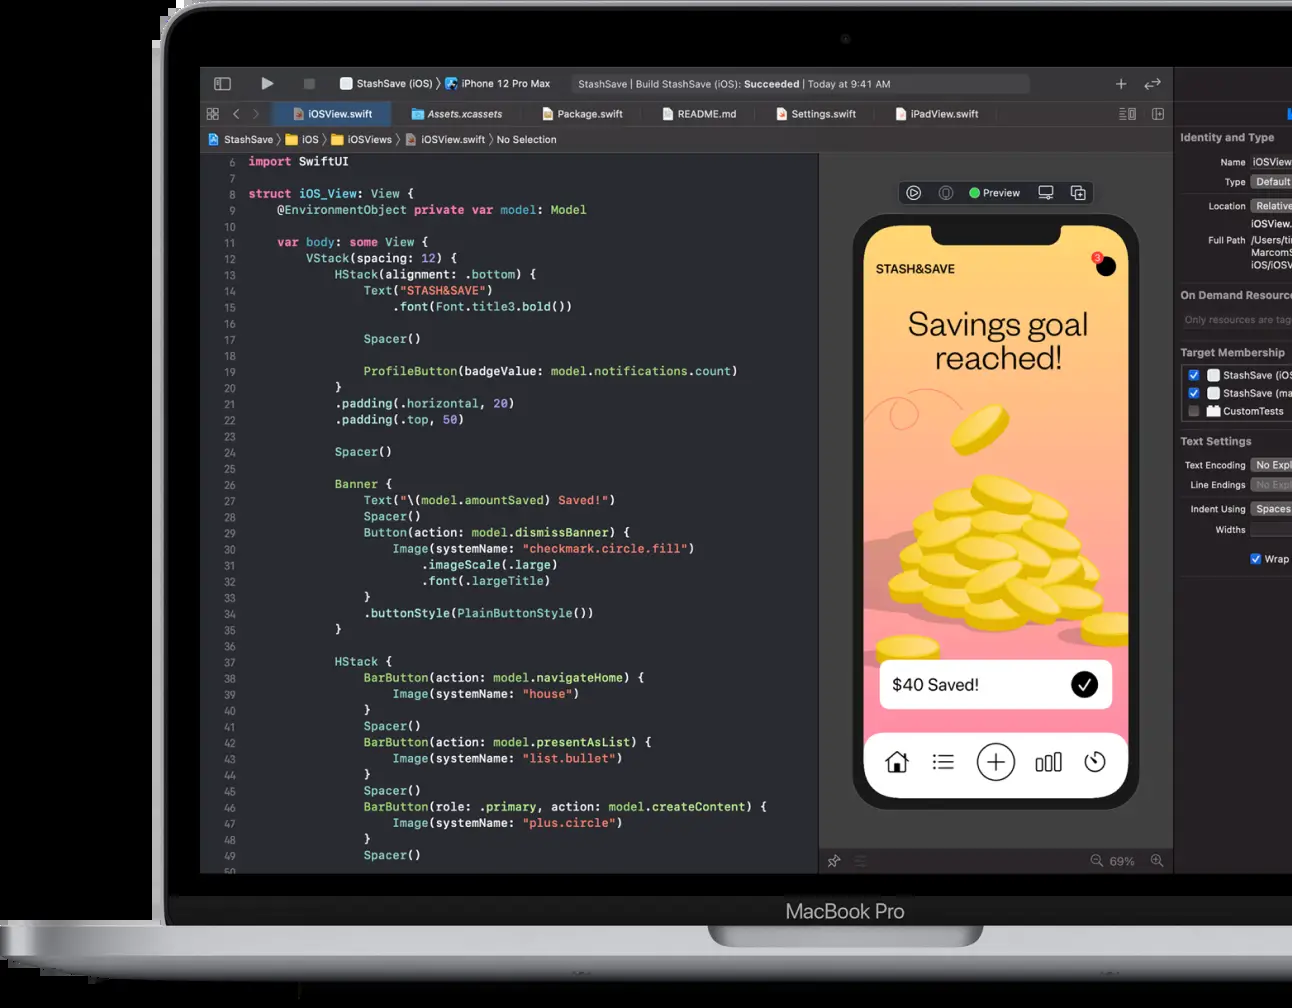 StashSave (iOS) 〉 iPhone 12 Pro Max
StashSave | Build StashSave (iOS): Succeeded | Today at 9:41 AM
iOSView.swift
Assets.xcassets
Package.swift
README.md
Settings.swift
iPadView.swift
StashSave 〉 iOS 〉 iOSViews 〉 iOSView.swift 〉 No Selection
6 import SwiftUI
7
8 struct iOS_View: View {
9 @EnvironmentObject private var model: Model
10
11 var body: some View {
12 VStack(spacing: 12) {
13 HStack(alignment: .bottom) {
14 Text("STASH&SAVE")
15 .font(Font.title3.bold())
16
17 Spacer()
18
19 ProfileButton(badgeValue: model.notifications.count)
20 }
21 .padding(.horizontal, 20)
22 .padding(.top, 50)
23
24 Spacer()
25
26 Banner {
27 Text("\(model.amountSaved) Saved!")
28 Spacer()
29 Button(action: model.dismissBanner) {
30 Image(systemName: "checkmark.circle.fill")
31 .imageScale(.large)
32 .font(.largeTitle)
33 }
34 .buttonStyle(PlainButtonStyle())
35 }
36
37 HStack {
38 BarButton(action: model.navigateHome) {
39 Image(systemName: "house")
40 }
41 Spacer()
42 BarButton(action: model.presentAsList) {
43 Image(systemName: "list.bullet")
44 }
45 Spacer()
46 BarButton(role: .primary, action: model.createContent) {
47 Image(systemName: "plus.circle")
48 }
49 Spacer()
50
Preview
STASH&SAVE
3
Savings goal
reached!
$40 Saved!
69%
Identity and Type
Name iOSView
Type Default
Location Relative
iOSView.
Full Path /Users/ti
MarcomS
iOS/iOSV
On Demand Resourc
Only resources are tag
Target Membership
StashSave (iOS
StashSave (ma
CustomTests
Text Settings
Text Encoding No Expl
Line Endings No Expl
Indent Using Spaces
Widths
Wrap
MacBook Pro